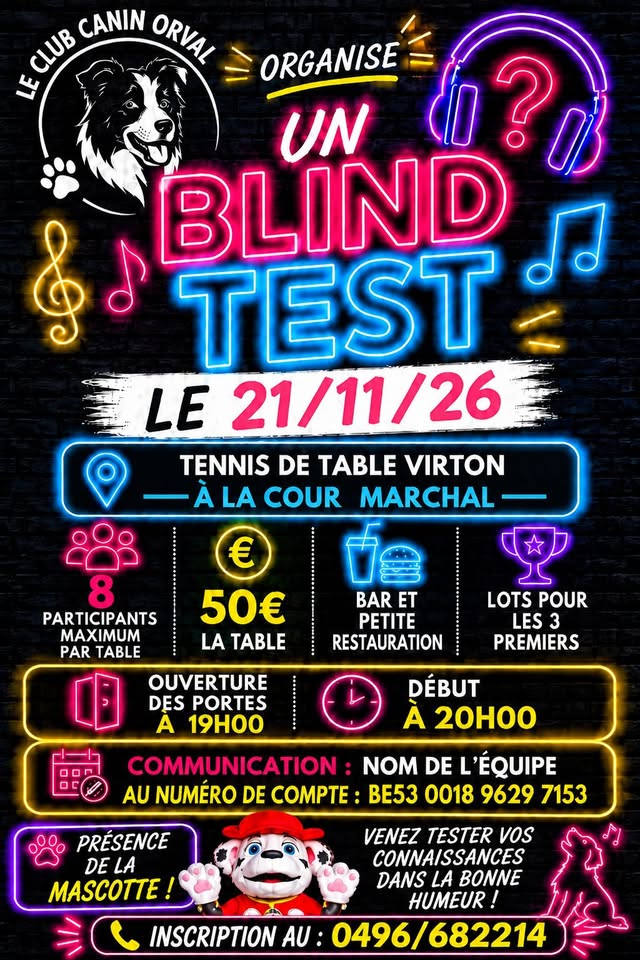 LE CLUB CANIN ORVAL
ORGANISE
?
UN
BLIND
TEST
LE 21/11/26
TENNIS DE TABLE VIRTON
À LA COUR MARCHAL
8
PARTICIPANTS
MAXIMUM
PAR TABLE
€
50€
LA TABLE
BAR ET
PETITE
RESTAURATION
LOTS POUR
LES 3
PREMIERS
OUVERTURE
DES PORTES
À 19H00
DÉBUT
À 20H00
COMMUNICATION : NOM DE L'ÉQUIPE
AU NUMÉRO DE COMPTE : BE53 0018 9629 7153
PRÉSENCE
DE LA
MASCOTTE !
VENEZ TESTER VOS
CONNAISSANCES
DANS LA BONNE
HUMEUR !
INSCRIPTION AU : 0496/682214